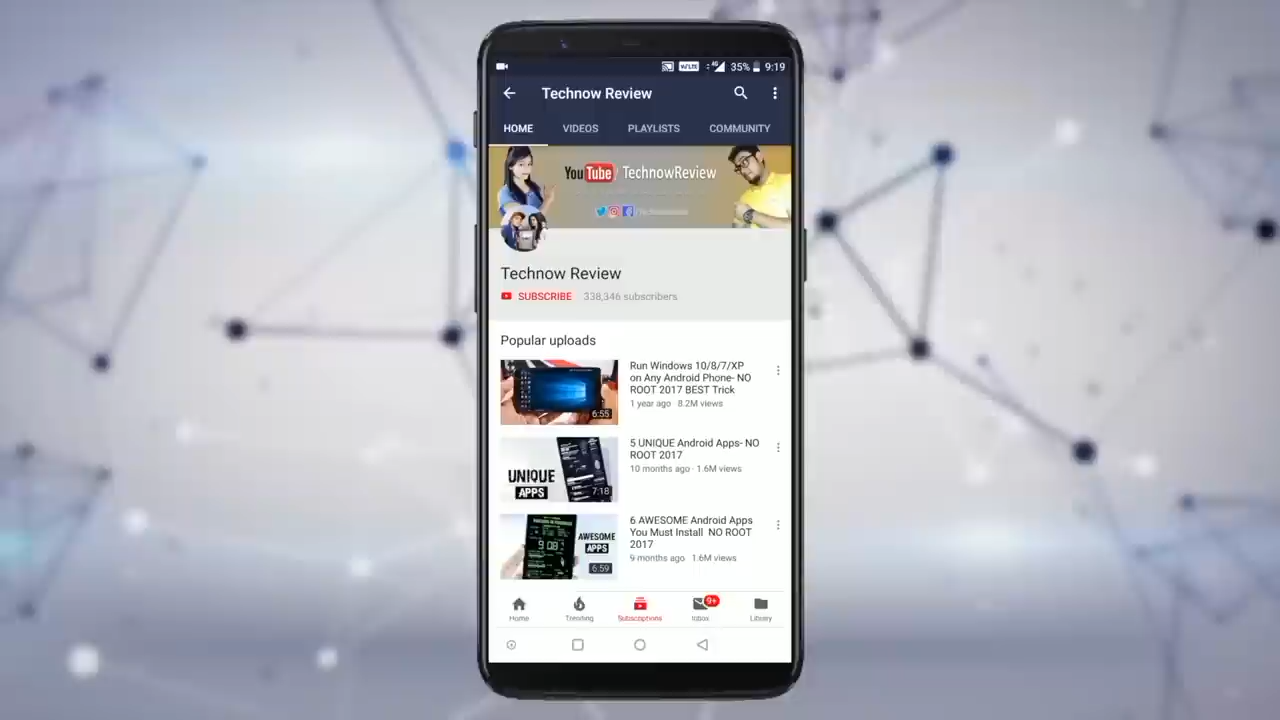 VoLTE 4G 35% 9:19
Technow Review
HOME VIDEOS PLAYLISTS COMMUNITY
YouTube TechnowReview
Technow Review
SUBSCRIBE 338,346 subscribers
Popular uploads
Run Windows 10/8/7/XP
on Any Android Phone- NO
ROOT 2017 BEST Trick
1 year ago 8.2M views
6:55
5 UNIQUE Android Apps- NO
ROOT 2017
10 months ago · 1.6M views
UNIQUE
APPS
7:18
6 AWESOME Android Apps
You Must Install NO ROOT
2017
9 months ago 1.6M views
AWESOME
APPS
9:08
6:59
9+
Home Trending Subscriptions Inbox Library